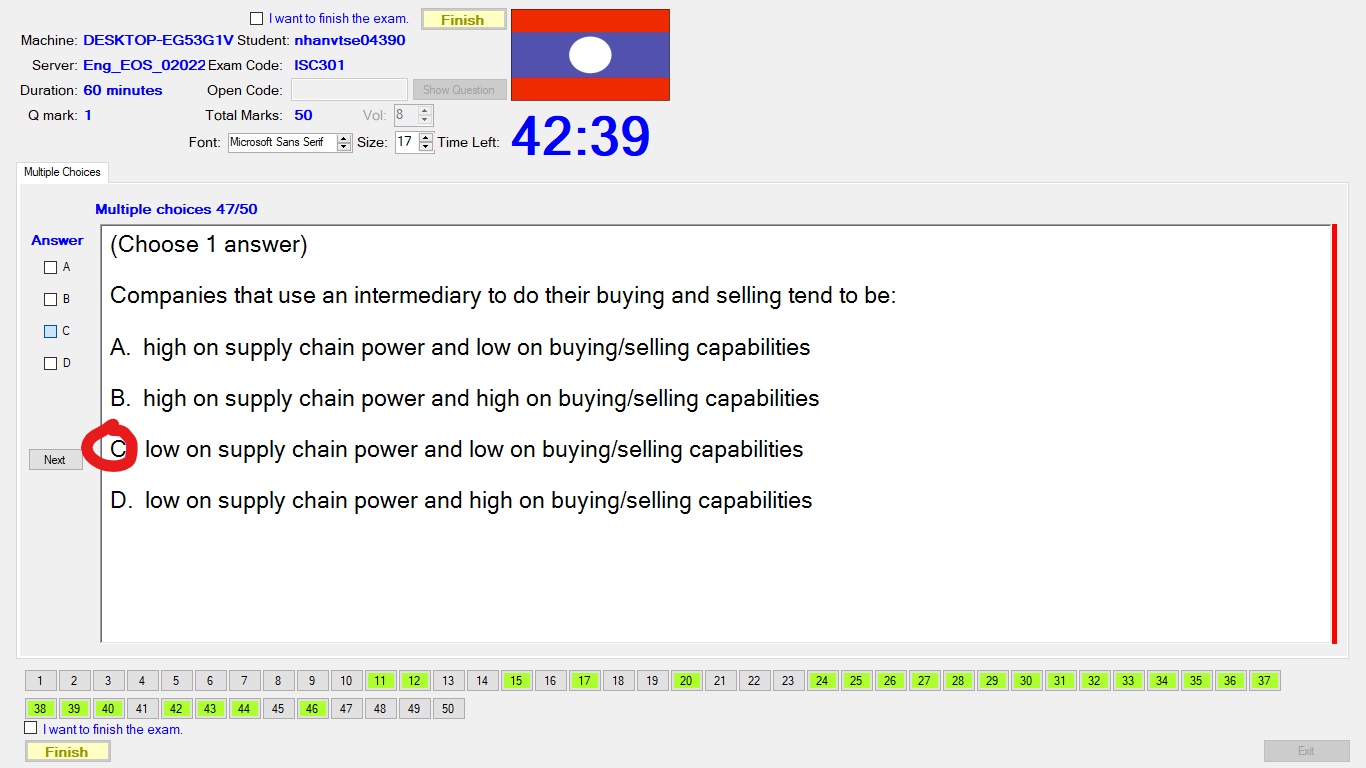 I want to finish the exam. Finish
Machine: DESKTOP-EG53G1V Student: nhanvtse04390
Server: Eng_EOS_02022 Exam Code: ISC301
Duration: 60 minutes Open Code: Show Question
Q mark: 1 Total Marks: 50 Vol: 8
Font: Microsoft Sans Serif Size: 17 Time Left: 42:39
Multiple Choices
Multiple choices 47/50
Answer
A
B
C
D
Next
(Choose 1 answer)
Companies that use an intermediary to do their buying and selling tend to be:
A. high on supply chain power and low on buying/selling capabilities
B. high on supply chain power and high on buying/selling capabilities
C low on supply chain power and low on buying/selling capabilities
D. low on supply chain power and high on buying/selling capabilities
1 2 3 4 5 6 7 8 9 10 11 12 13 14 15 16 17 18 19 20 21 22 23 24 25 26 27 28 29 30 31 32 33 34 35 36 37
38 39 40 41 42 43 44 45 46 47 48 49 50
I want to finish the exam.
Finish
Exit